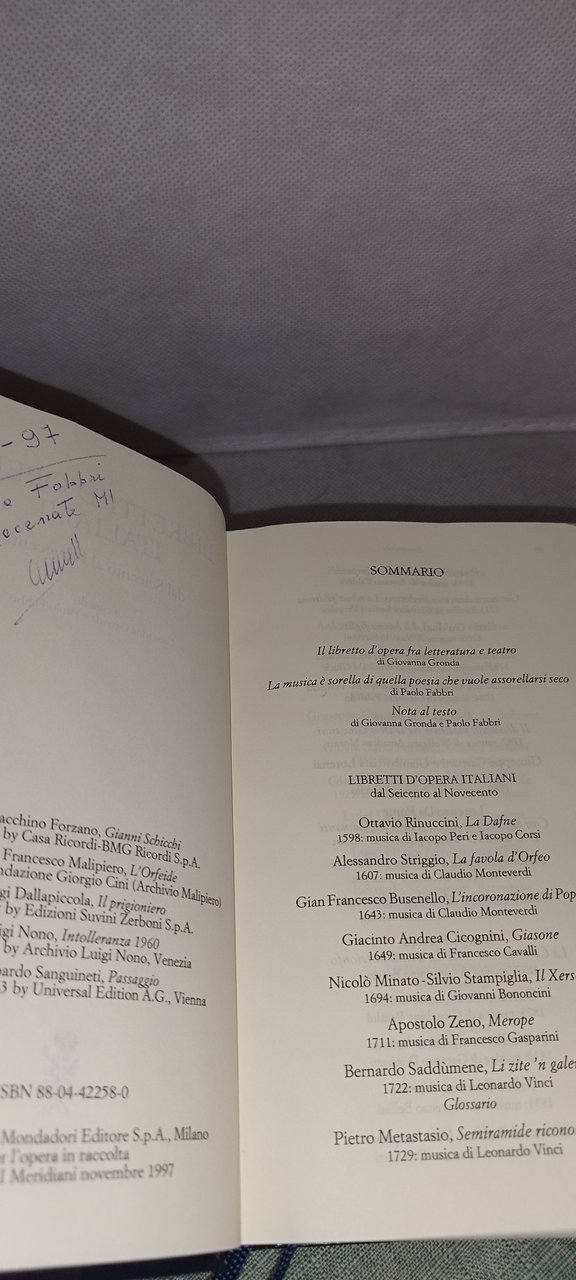 - 97
Fabbri
MI
acchino Forzano, Gianni Schicchi
by Casa Ricordi-BMG Ricordi S.p.A.
Francesco Malipiero, L'Orfeide
ndazione Giorgio Cini (Archivio Malipiero)
gi Dallapiccola, Il prigioniero
by Edizioni Suvini Zerboni S.p.A.
igi Nono, Intolleranza 1960
by Archivio Luigi Nono, Venezia
oardo Sanguineti, Passaggio
3 by Universal Edition A.G., Vienna
SBN 88-04-42258-0
Mondadori Editore S.p.A., Milano
r l'opera in raccolta
I Meridiani novembre 1997
SOMMARIO
Il libretto d'opera fra letteratura e teatro
di Giovanna Gronda
La musica è sorella di quella poesia che vuole assorellarsi seco
di Paolo Fabbri
Nota al testo
di Giovanna Gronda e Paolo Fabbri
LIBRETTI D'OPERA ITALIANI
dal Seicento al Novecento
Ottavio Rinuccini, La Dafne
1598: musica di Iacopo Peri e Iacopo Corsi
Alessandro Striggio, La favola d'Orfeo
1607: musica di Claudio Monteverdi
Gian Francesco Busenello, L'incoronazione di Pop
1643: musica di Claudio Monteverdi
Giacinto Andrea Cicognini, Giasone
1649: musica di Francesco Cavalli
Nicolò Minato-Silvio Stampiglia, Il Xers
1694: musica di Giovanni Bononcini
Apostolo Zeno, Merope
1711: musica di Francesco Gasparini
Bernardo Saddùmene, Li zite 'n galer
1722: musica di Leonardo Vinci
Glossario
Pietro Metastasio, Semiramide ricono
1729: musica di Leonardo Vinci